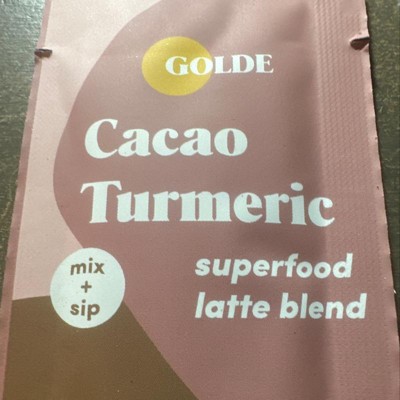 GOLDE
Cacao
Turmeric
mix
+
sip
superfood
latte blend